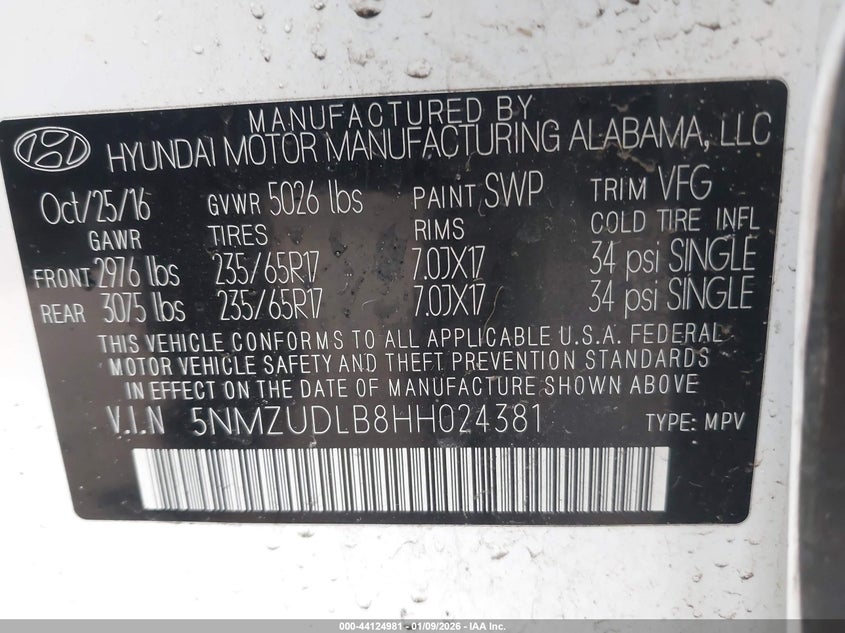 MANUFACTURED BY
HYUNDAI MOTOR MANUFACTURING ALABAMA, LLC
Oct/25/16 GVWR 5026 lbs PAINT SWP TRIM VFG
GAWR TIRES RIMS COLD TIRE INFL
FRONT 2976 lbs 235/65R17 7.0JX17 34 psi SINGLE
REAR 3075 lbs 235/65R17 7.0JX17 34 psi SINGLE
THIS VEHICLE CONFORMS TO ALL APPLICABLE U.S.A. FEDERAL
MOTOR VEHICLE SAFETY AND THEFT PREVENTION STANDARDS
IN EFFECT ON THE DATE OF MANUFACTURE SHOWN ABOVE
V.I.N 5NMZUDLB8HH024381 TYPE: MPV
000-44124981 - 01/09/2026 - IAA Inc.